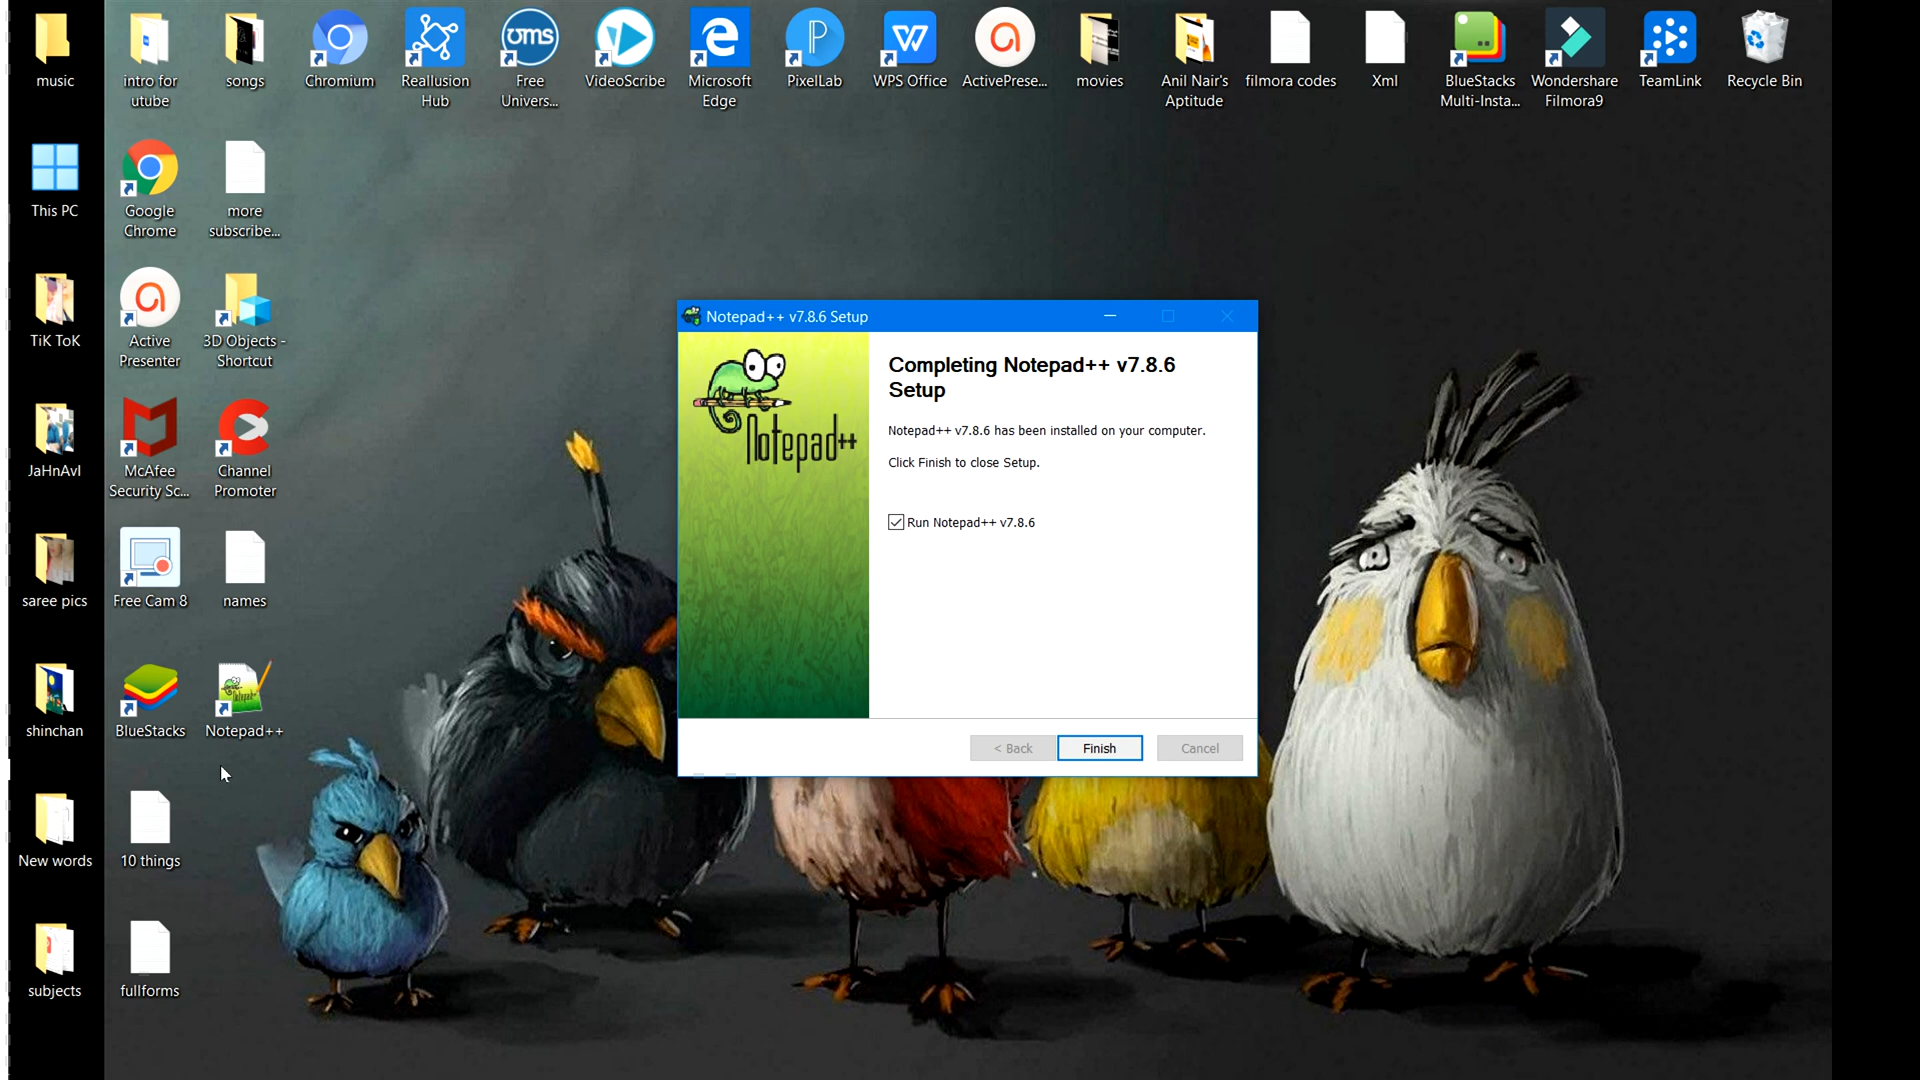 music
intro for
utube
songs
Chromium
Reallusion
Hub
Free
Univers...
VideoScribe
Microsoft
Edge
PixelLab
WPS Office
ActivePrese...
movies
Anil Nair's
Aptitude
filmora codes
Xml
BlueStacks
Multi-Insta...
Wondershare
Filmora9
TeamLink
Recycle Bin
This PC
Google
Chrome
more
subscribe...
TiK ToK
Active
Presenter
3D Objects -
Shortcut
JaHnAvI
McAfee
Security Sc...
Channel
Promoter
saree pics
Free Cam 8
names
shinchan
BlueStacks
Notepad++
New words
10 things
subjects
fullforms
Notepad++ v7.8.6 Setup
Notepad++
Completing Notepad++ v7.8.6
Setup
Notepad++ v7.8.6 has been installed on your computer.
Click Finish to close Setup.
Run Notepad++ v7.8.6
< Back
Finish
Cancel